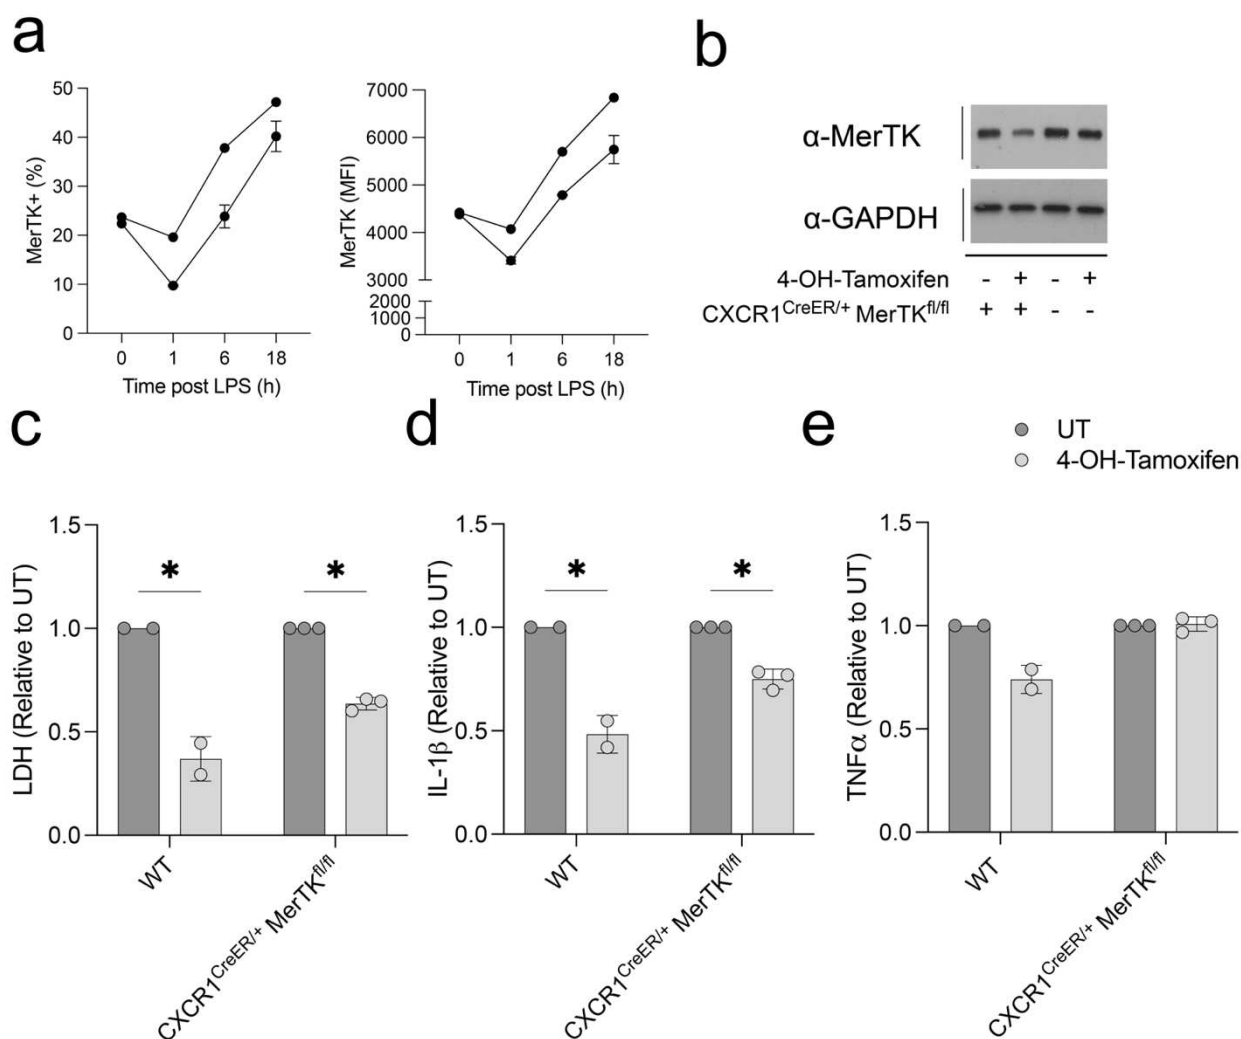 a
50
40
30
20
10
0
MerTK+ (%)
0 1 6 18
Time post LPS (h)
7000
6000
5000
4000
3000
2000
1000
0
MerTK (MFI)
0 1 6 18
Time post LPS (h)
b
α-MerTK
α-GAPDH
4-OH-Tamoxifen - + - +
CXCR1CreER/+ MerTKfl/fl + + - -
c
1.5
1.0
0.5
0.0
LDH (Relative to UT)
* *
WT
CXCR1CreER/+ MerTKfl/fl
d
1.5
1.0
0.5
0.0
IL-1β (Relative to UT)
* *
WT
CXCR1CreER/+ MerTKfl/fl
e
UT
4-OH-Tamoxifen
1.5
1.0
0.5
0.0
TNFα (Relative to UT)
WT
CXCR1CreER/+ MerTKfl/fl